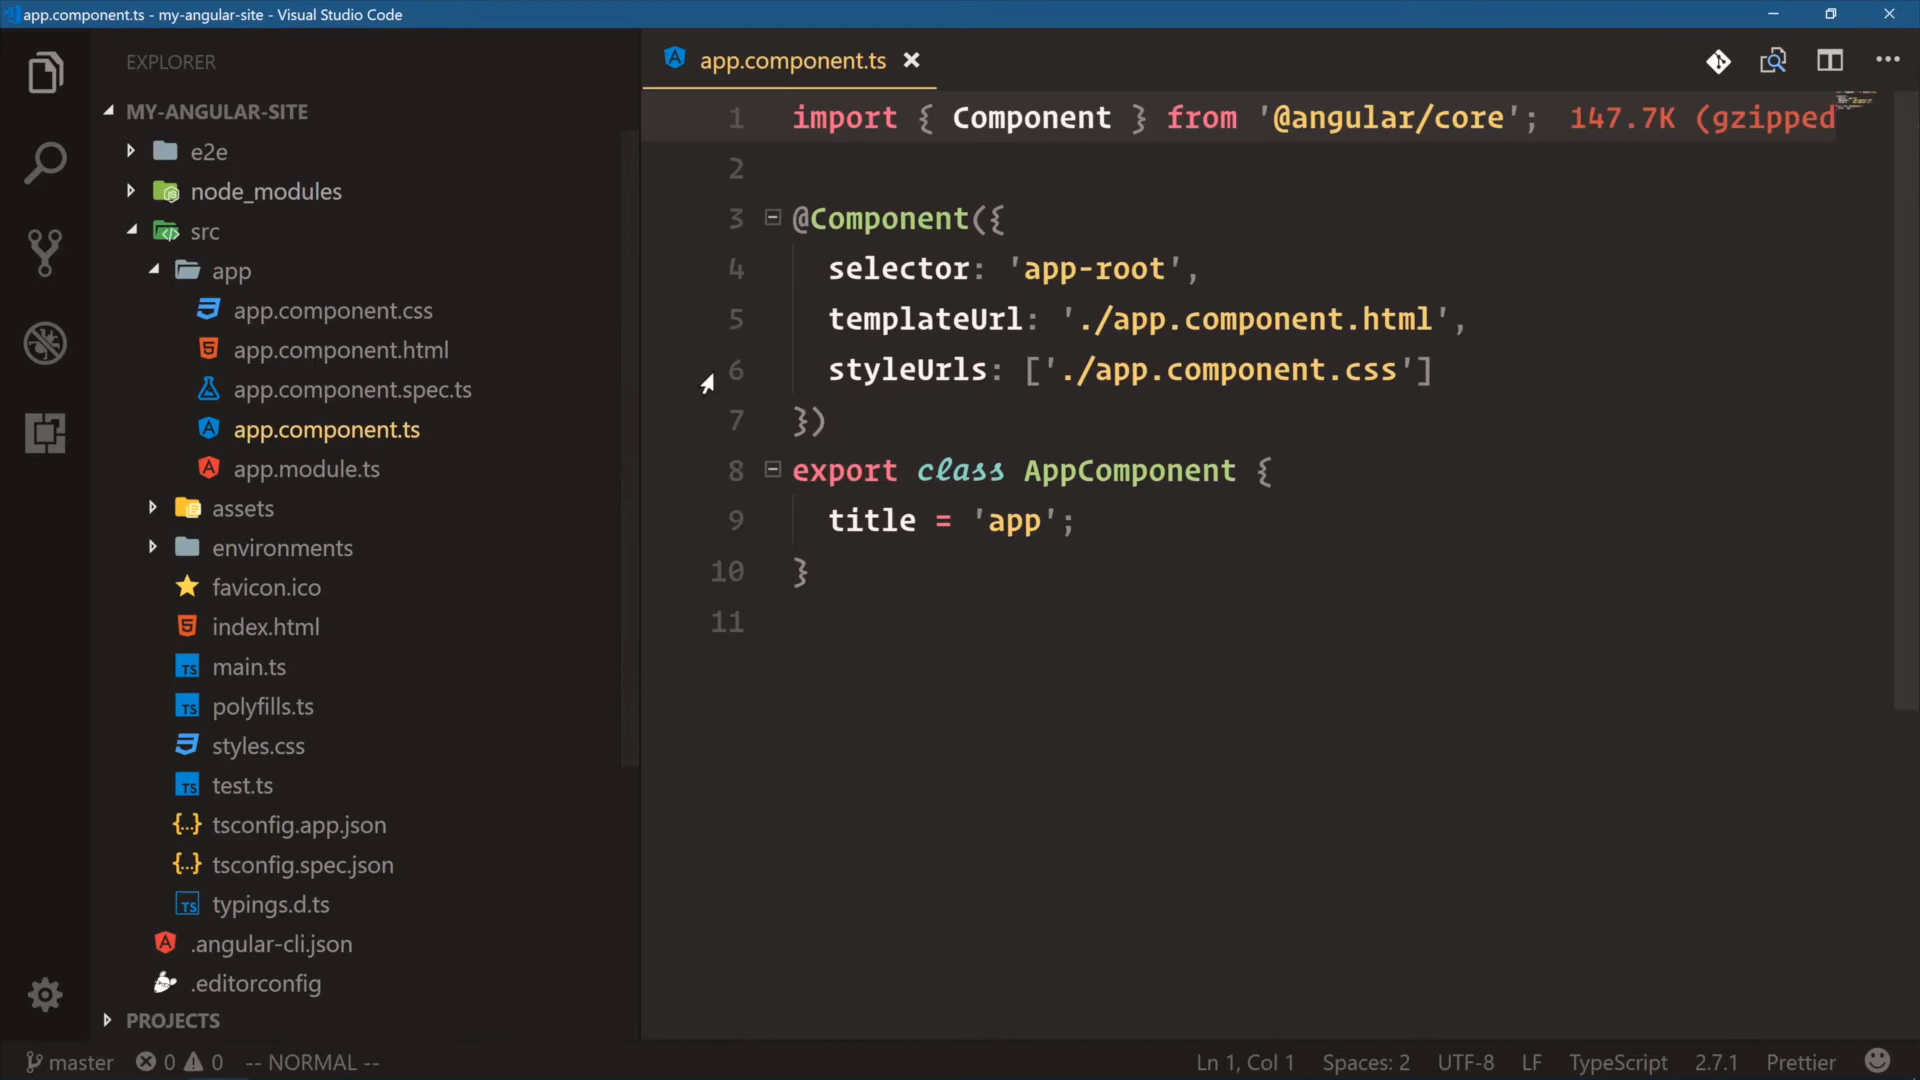 app.component.ts - my-angular-site - Visual Studio Code
EXPLORER
MY-ANGULAR-SITE
e2e
node_modules
src
app
app.component.css
app.component.html
app.component.spec.ts
app.component.ts
app.module.ts
assets
environments
favicon.ico
index.html
main.ts
polyfills.ts
styles.css
test.ts
tsconfig.app.json
tsconfig.spec.json
typings.d.ts
.angular-cli.json
.editorconfig
PROJECTS
app.component.ts
1 import { Component } from '@angular/core'; 147.7K (gzipped
2
3 @Component({
4 selector: 'app-root',
5 templateUrl: './app.component.html',
6 styleUrls: ['./app.component.css']
7 })
8 export class AppComponent {
9 title = 'app';
10 }
11
master 0 0 -- NORMAL -- Ln 1, Col 1 Spaces: 2 UTF-8 LF TypeScript 2.7.1 Prettier